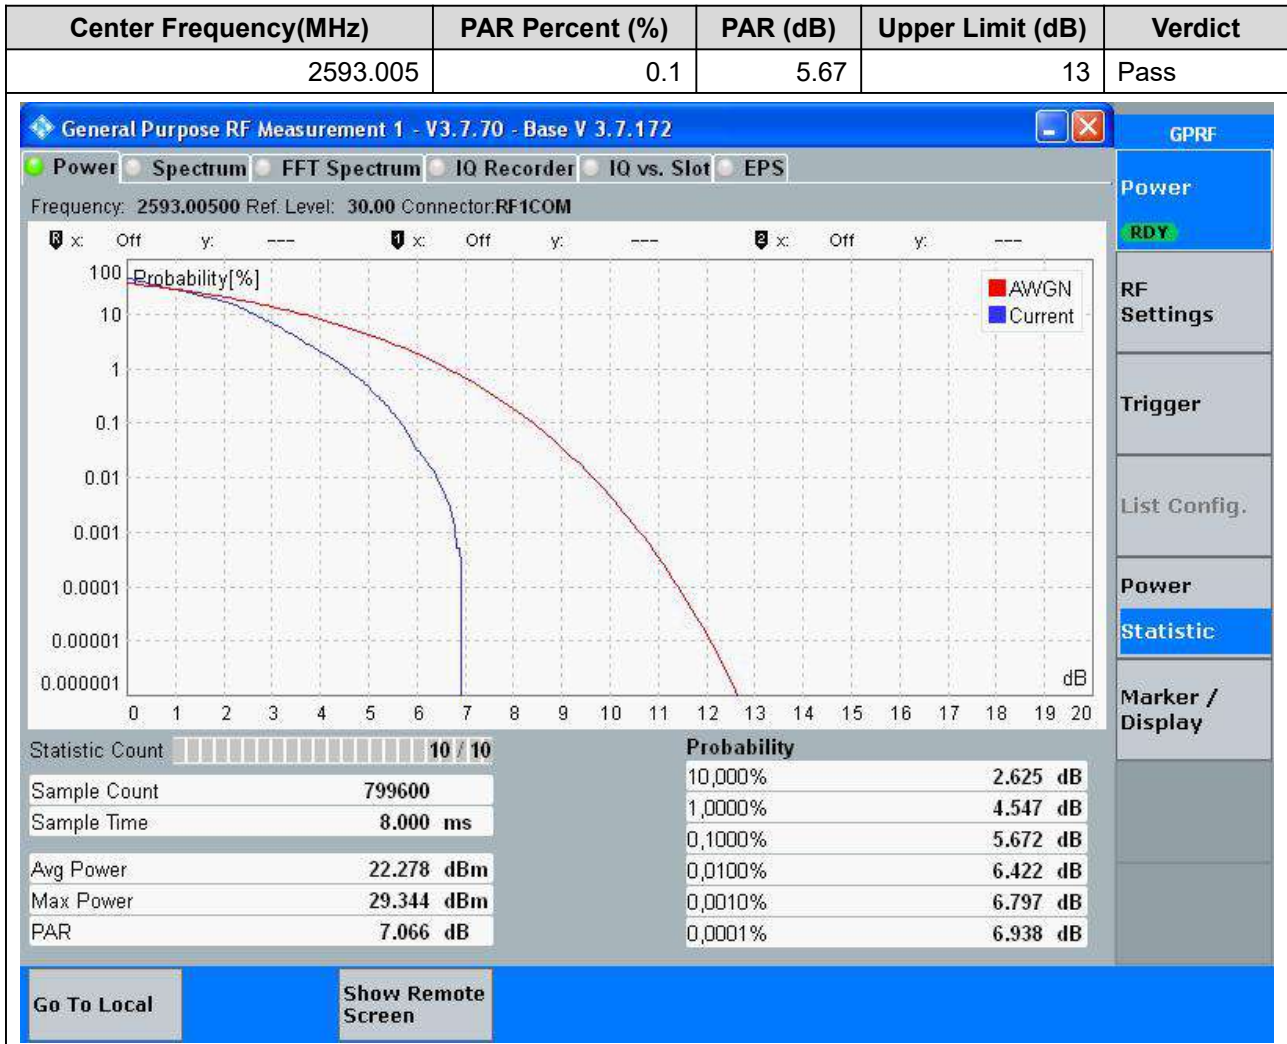 Center Frequency(MHz) PAR Percent (%) PAR (dB) Upper Limit (dB) Verdict
2593.005 0.1 5.67 13 Pass
General Purpose RF Measurement 1 - V3.7.70 - Base V 3.7.172
GPRF
Power Spectrum FFT Spectrum IQ Recorder IQ vs. Slot EPS
Frequency: 2593.00500 Ref. Level: 30.00 Connector:RF1COM
R x: Off y: --- 1 x: Off y: --- 2 x: Off y: ---
Probability[%]
100
10
1
0.1
0.01
0.001
0.0001
0.00001
0.000001
AWGN
Current
dB
0 1 2 3 4 5 6 7 8 9 10 11 12 13 14 15 16 17 18 19 20
Statistic Count 10 / 10
Sample Count 799600
Sample Time 8.000 ms
Avg Power 22.278 dBm
Max Power 29.344 dBm
PAR 7.066 dB
Probability
10,000% 2.625 dB
1,0000% 4.547 dB
0,1000% 5.672 dB
0,0100% 6.422 dB
0,0010% 6.797 dB
0,0001% 6.938 dB
Power
RDY
RF
Settings
Trigger
List Config.
Power
Statistic
Marker /
Display
Go To Local
Show Remote
Screen